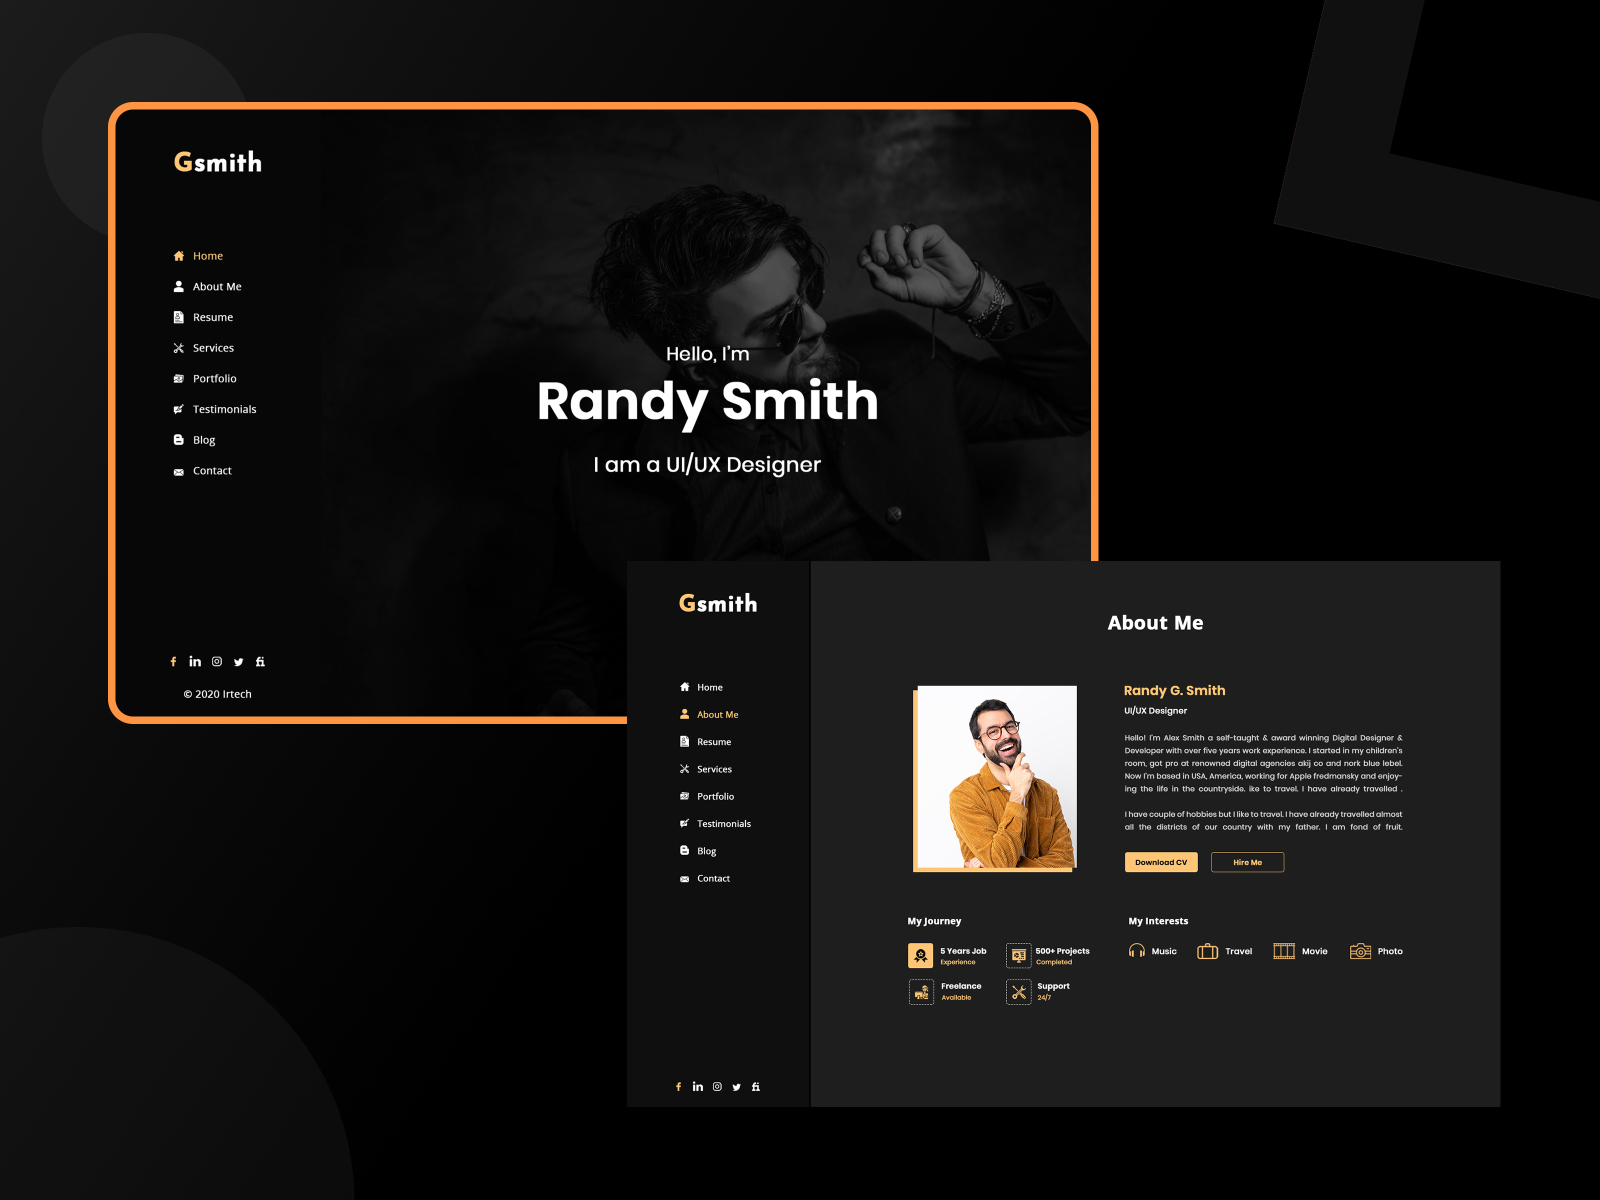 Gsmith
Home
About Me
Resume
Services
Portfolio
Testimonials
Blog
Contact
© 2020 Irtech
Hello, I'm
Randy Smith
I am a UI/UX Designer
Gsmith
Home
About Me
Resume
Services
Portfolio
Testimonials
Blog
Contact
About Me
Randy G. Smith
UI/UX Designer
Hello! I'm Alex Smith a self-taught & award winning Digital Designer &
Developer with over five years work experience. I started in my children's
room, got pro at renowned digital agencies akij co and nork blue lebel.
Now I'm based in USA, America, working for Apple fredmansky and enjoy-
ing the life in the countryside. ike to travel. I have already travelled .
I have couple of hobbies but I like to travel. I have already travelled almost
all the districts of our country with my father. I am fond of fruit.
Download CV
Hire Me
My Journey
5 Years Job
Experience
500+ Projects
Completed
Freelance
Available
Support
24/7
My Interests
Music
Travel
Movie
Photo